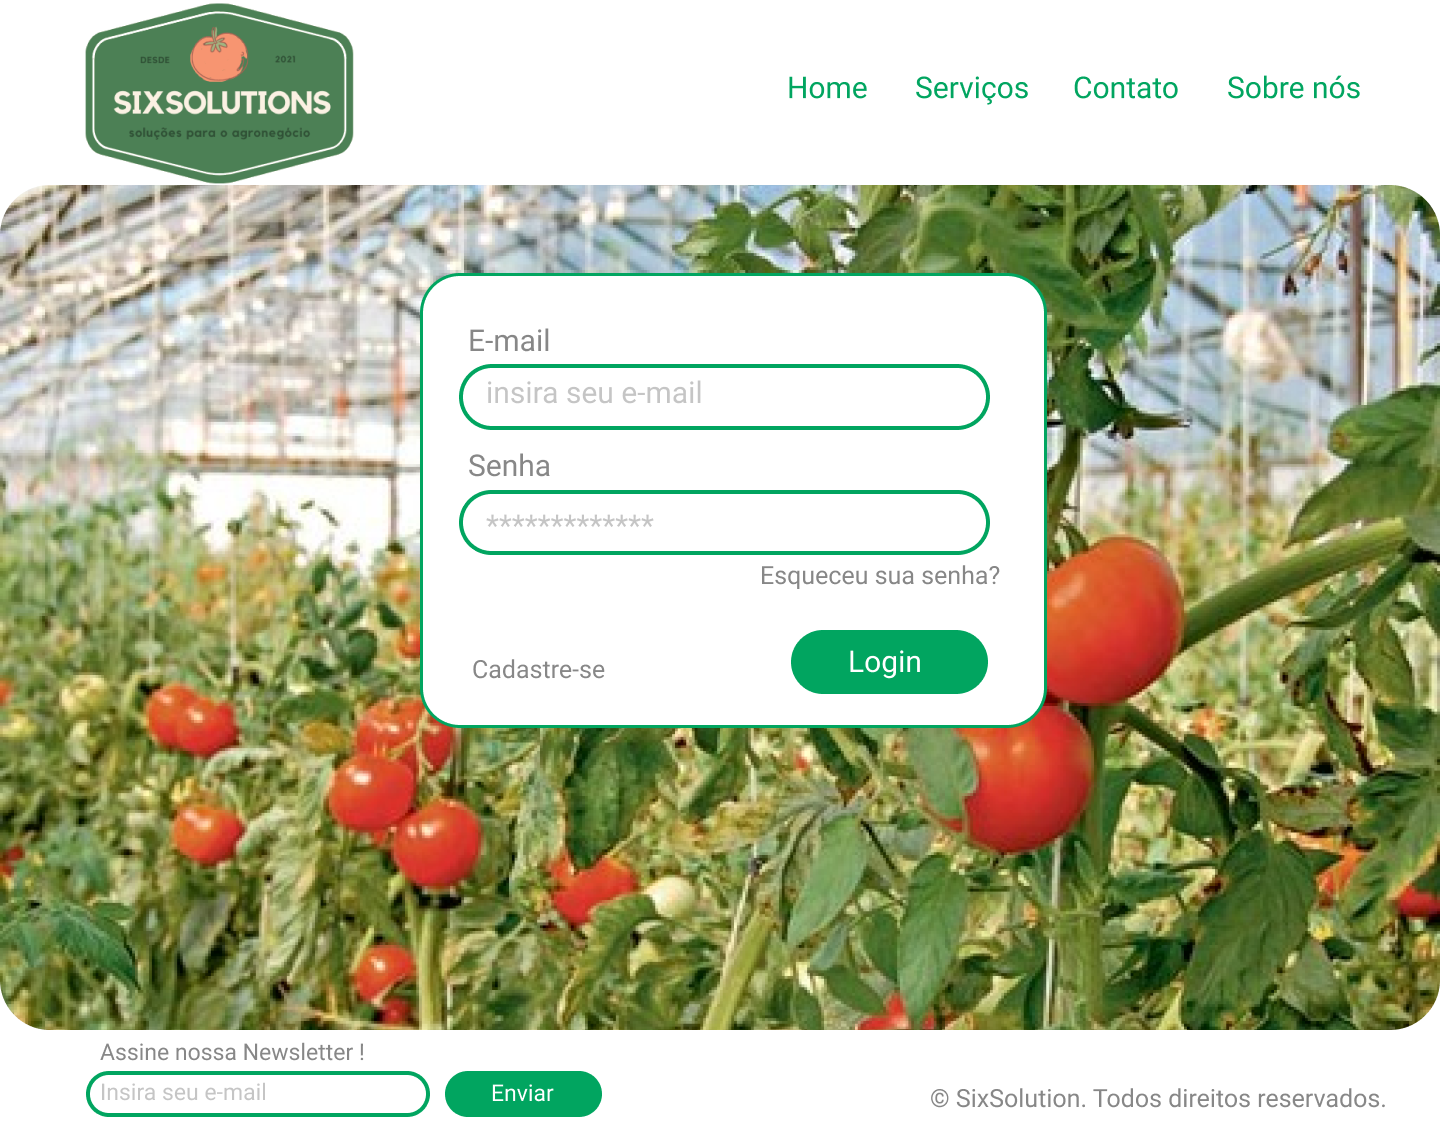 DESDE 2021
SIXSOLUTIONS
soluções para o agronegócio
Home Serviços Contato Sobre nós
E-mail
insira seu e-mail
Senha
*************
Esqueceu sua senha?
Cadastre-se Login
Assine nossa Newsletter !
Insira seu e-mail Enviar
© SixSolution. Todos direitos reservados.